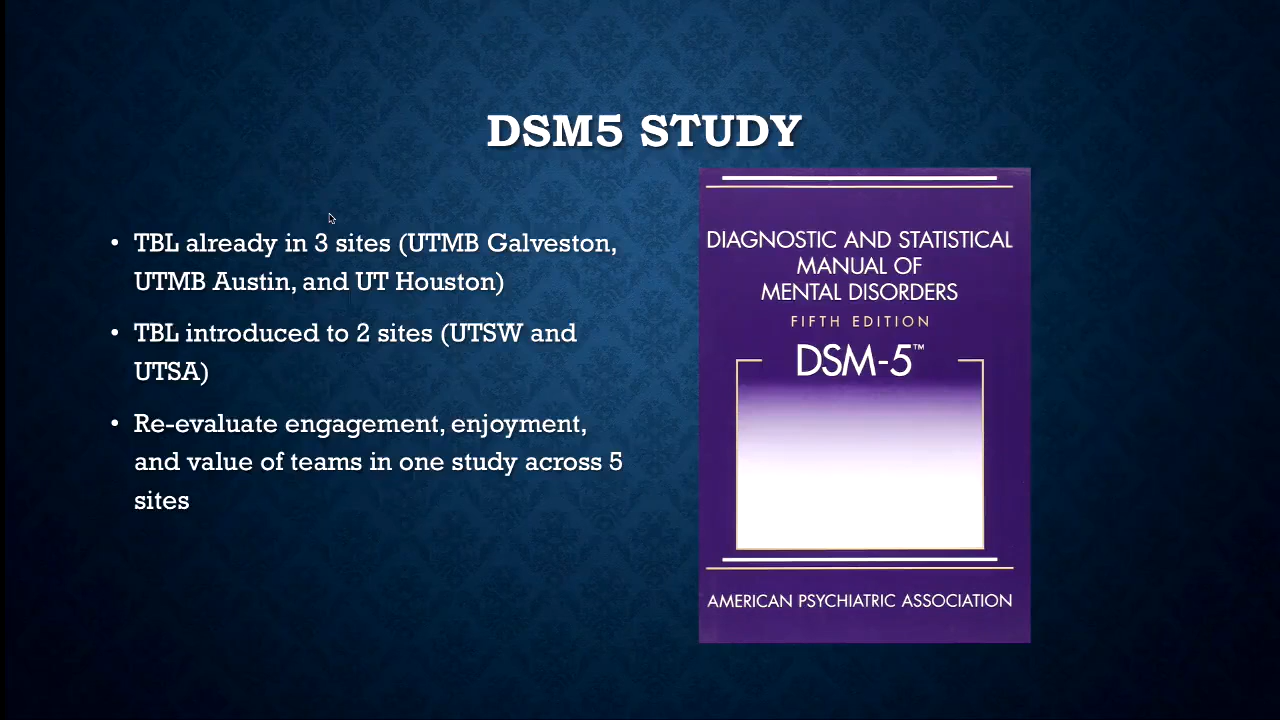 DSM5 STUDY
• TBL already in 3 sites (UTMB Galveston,
UTMB Austin, and UT Houston)
• TBL introduced to 2 sites (UTSW and
UTSA)
• Re-evaluate engagement, enjoyment,
and value of teams in one study across 5
sites
DIAGNOSTIC AND STATISTICAL
MANUAL OF
MENTAL DISORDERS
FIFTH EDITION
DSM-5™
AMERICAN PSYCHIATRIC ASSOCIATION